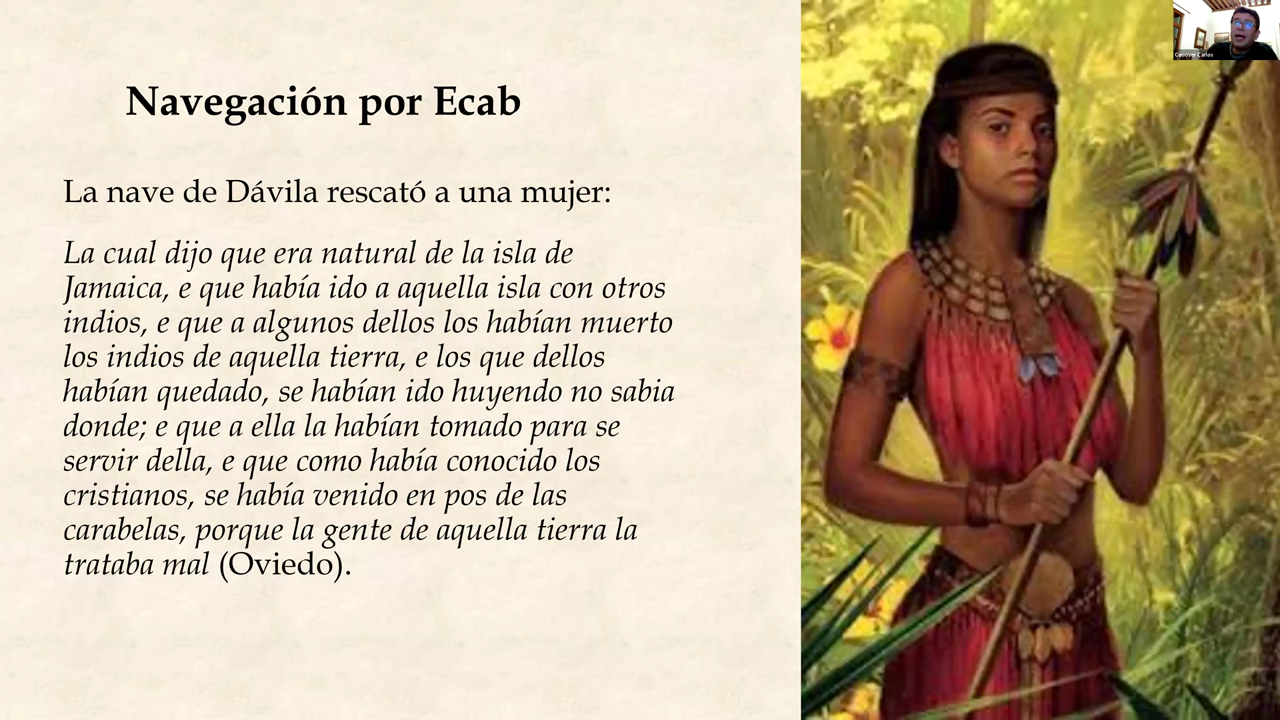 Navegación por Ecab
La nave de Dávila rescató a una mujer:
La cual dijo que era natural de la isla de
Jamaica, e que había ido a aquella isla con otros
indios, e que a algunos dellos los habían muerto
los indios de aquella tierra, e los que dellos
habían quedado, se habían ido huyendo no sabia
donde; e que a ella la habían tomado para se
servir della, e que como había conocido los
cristianos, se había venido en pos de las
carabelas, porque la gente de aquella tierra la
trataba mal (Oviedo).
Carlos